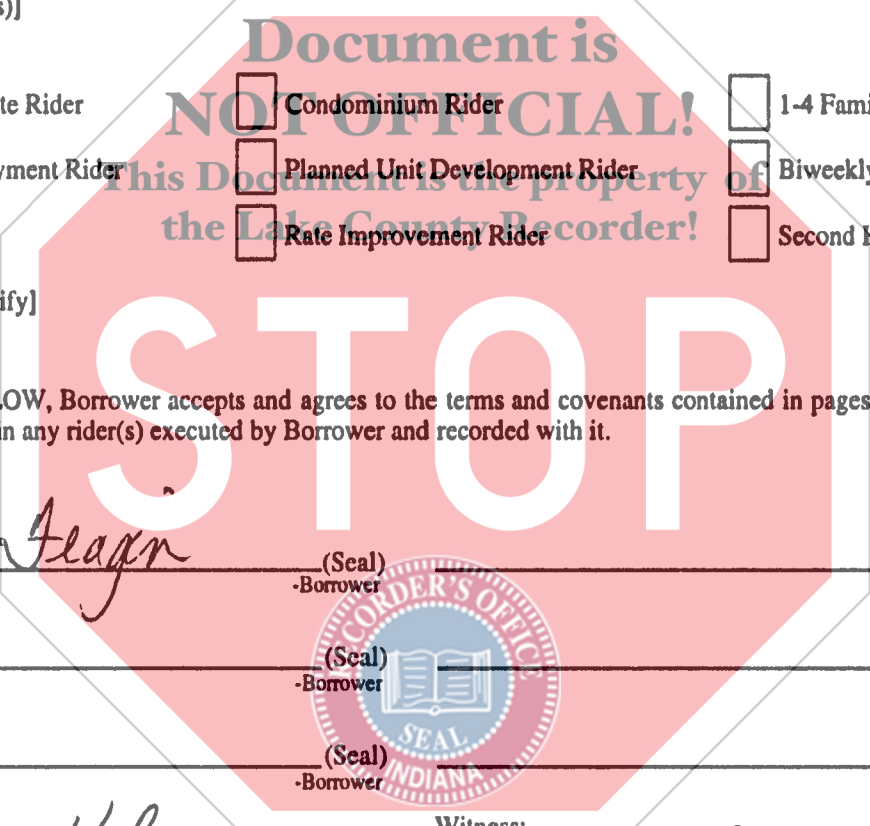 s)]
Document is
te Rider Condominium Rider 1-4 Fami
NOT OFFICIAL!
yment Rider Planned Unit Development Rider Biweekly
This Document is the property of
the Lake County Recorder!
Rate Improvement Rider Second H
ify]
STOP
LOW, Borrower accepts and agrees to the terms and covenants contained in pages
in any rider(s) executed by Borrower and recorded with it.
Feagin
(Seal)
-Borrower
RECORDER'S OFFICE
(Seal)
-Borrower
SEAL
(Seal)
INDIANA
-Borrower
Witness: